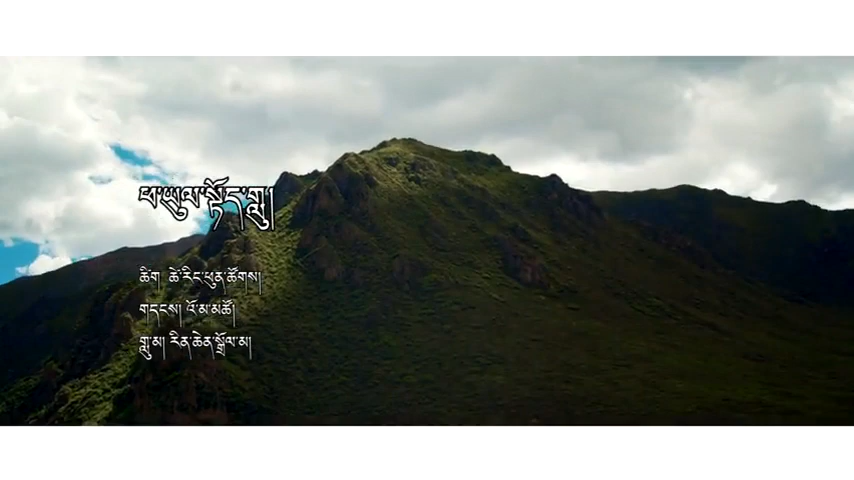 ཕ་ཡུལ་སྟོད་གླུ།
ཚིག ཚེ་རིང་ཕུན་ཚོགས།
གདངས། འོ་མ་མཚོ།
གླུ་མ། རིན་ཆེན་སྒྲོལ་མ།